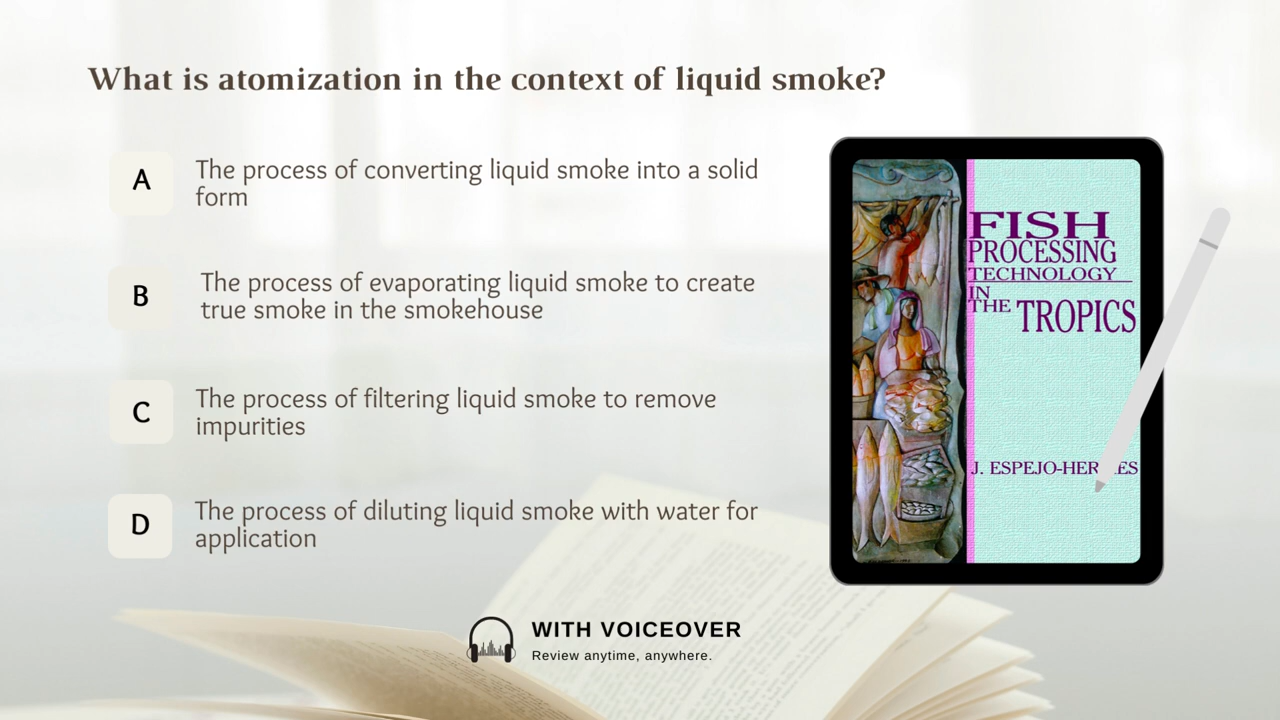 What is atomization in the context of liquid smoke?
A
The process of converting liquid smoke into a solid
form
B
The process of evaporating liquid smoke to create
true smoke in the smokehouse
C
The process of filtering liquid smoke to remove
impurities
D
The process of diluting liquid smoke with water for
application
FISH
PROCESSING
TECHNOLOGY
IN
THE TROPICS
J. ESPEJO-
WITH VOICEOVER
Review anytime, anywhere.